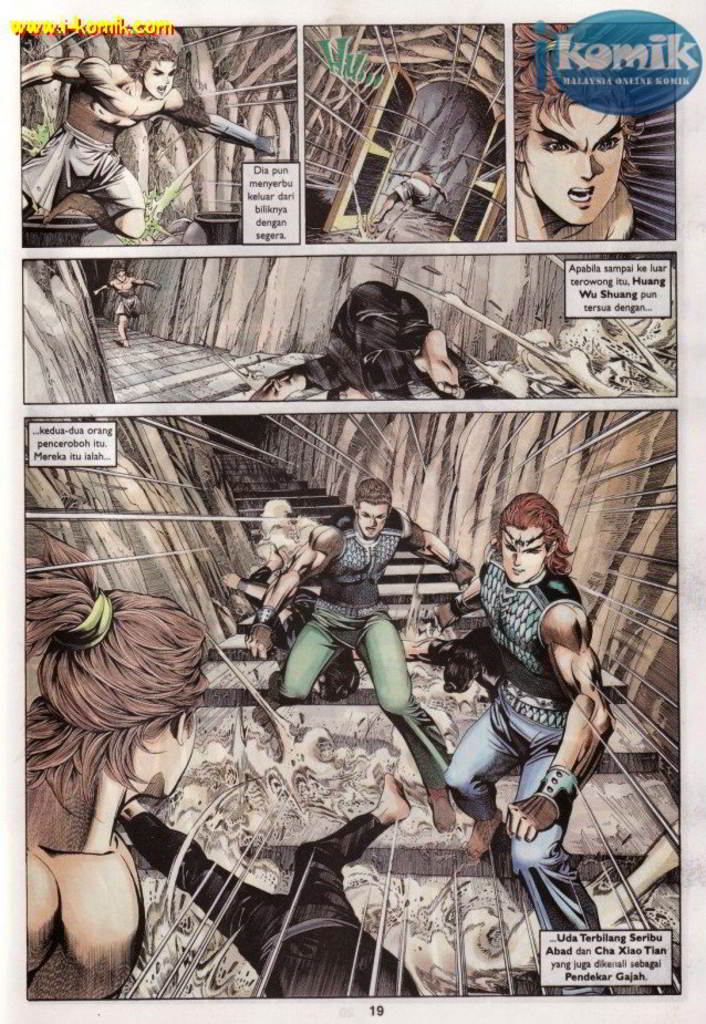 www.i-komik.com
iKomik
MALAYSIA ONLINE KOMIK
Dia pun
menyerbu
keluar dari
biliknya
dengan
segera.
Apabila sampai ke luar
terowong itu, Huang
Wu Shuang pun
tersua dengan...
...kedua-dua orang
penceroboh itu.
Mereka itu ialah...
...Uda Terbilang Seribu
Abad dan Cha Xiao Tian
yang juga dikenali sebagai
Pendekar Gajah.
19